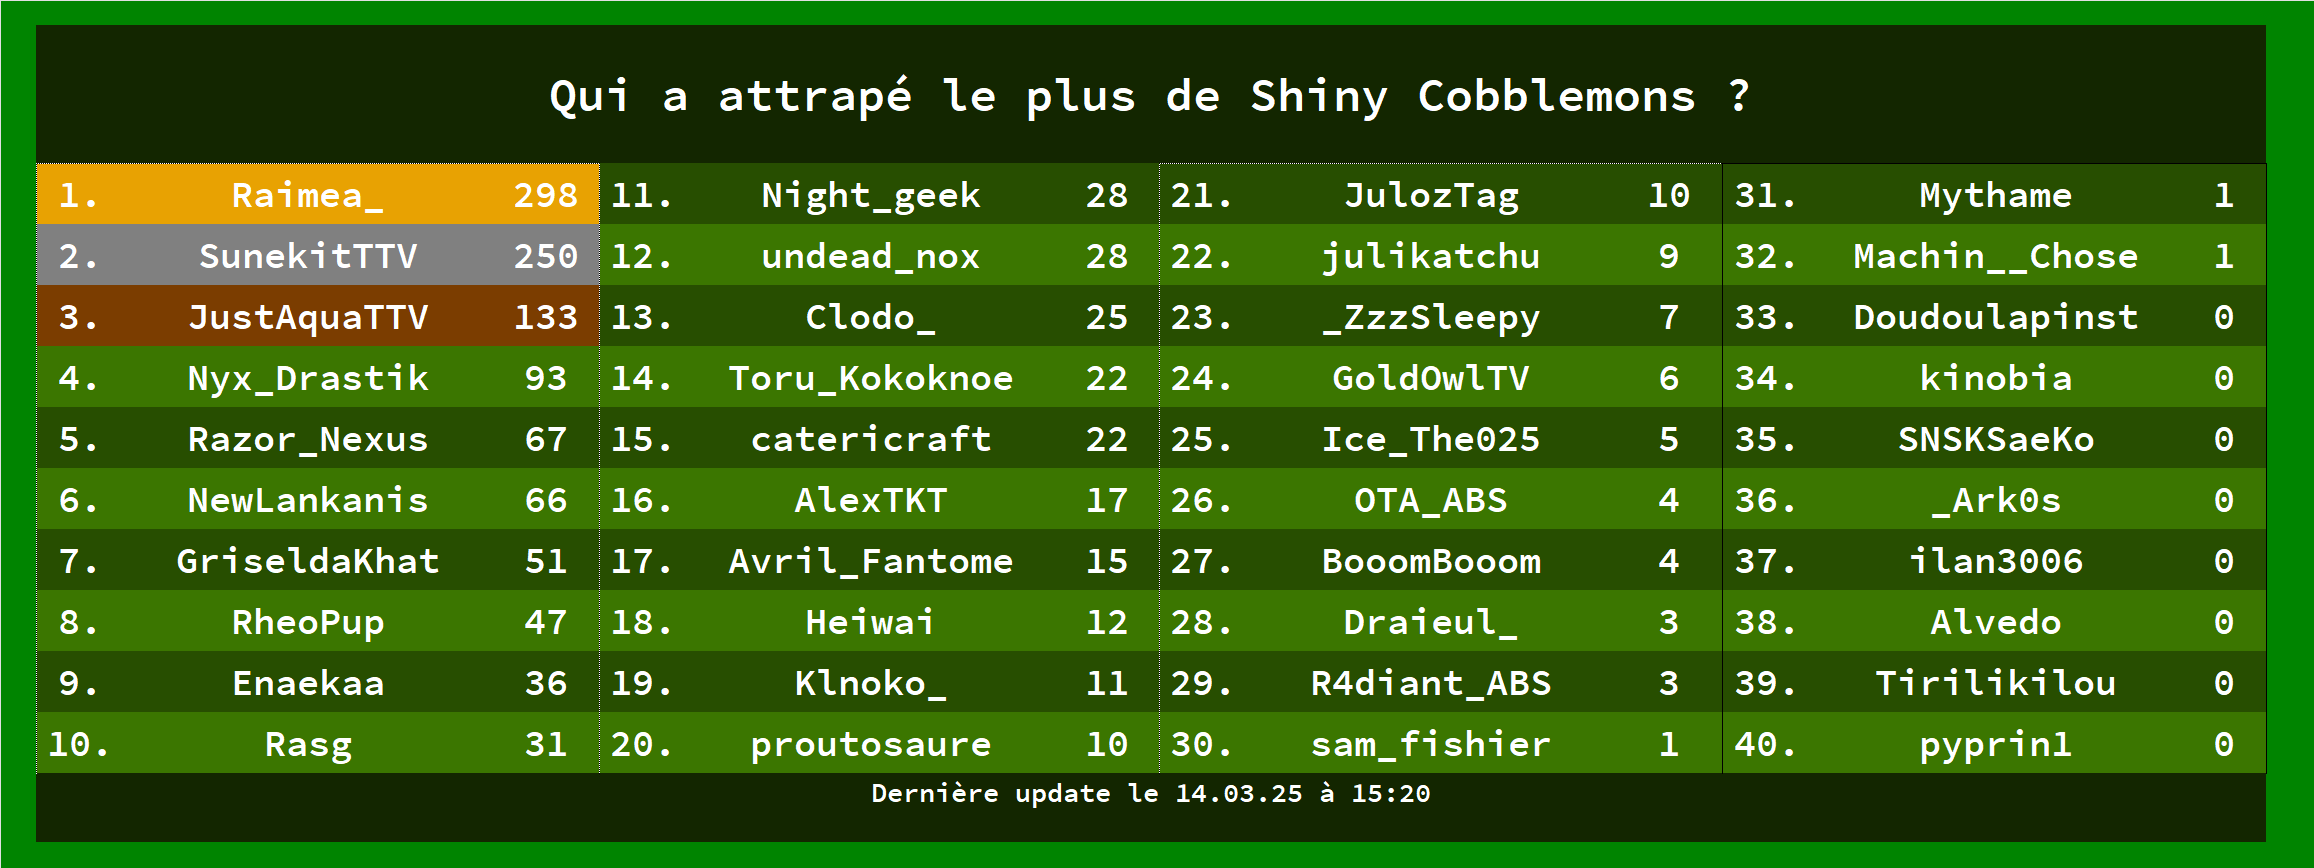 Qui a attrapé le plus de Shiny Cobblemons ?
1. Raimea_ 298
2. SunekitTTV 250
3. JustAquaTTV 133
4. Nyx_Drastik 93
5. Razor_Nexus 67
6. NewLankanis 66
7. GriseldaKhat 51
8. RheoPup 47
9. Enaekaa 36
10. Rasg 31
11. Night_geek 28
12. undead_nox 28
13. Clodo_ 25
14. Toru_Kokoknoe 22
15. catericraft 22
16. AlexTKT 17
17. Avril_Fantome 15
18. Heiwai 12
19. Klnoko_ 11
20. proutosaure 10
21. JulozTag 10
22. julikatchu 9
23. _ZzzSleepy 7
24. GoldOwlTV 6
25. Ice_The025 5
26. OTA_ABS 4
27. BooomBooom 4
28. Draieul_ 3
29. R4diant_ABS 3
30. sam_fishier 1
31. Mythame 1
32. Machin__Chose 1
33. Doudoulapinst 0
34. kinobia 0
35. SNSKSaeKo 0
36. _Ark0s 0
37. ilan3006 0
38. Alvedo 0
39. Tirilikilou 0
40. pyprin1 0
Dernière update le 14.03.25 à 15:20